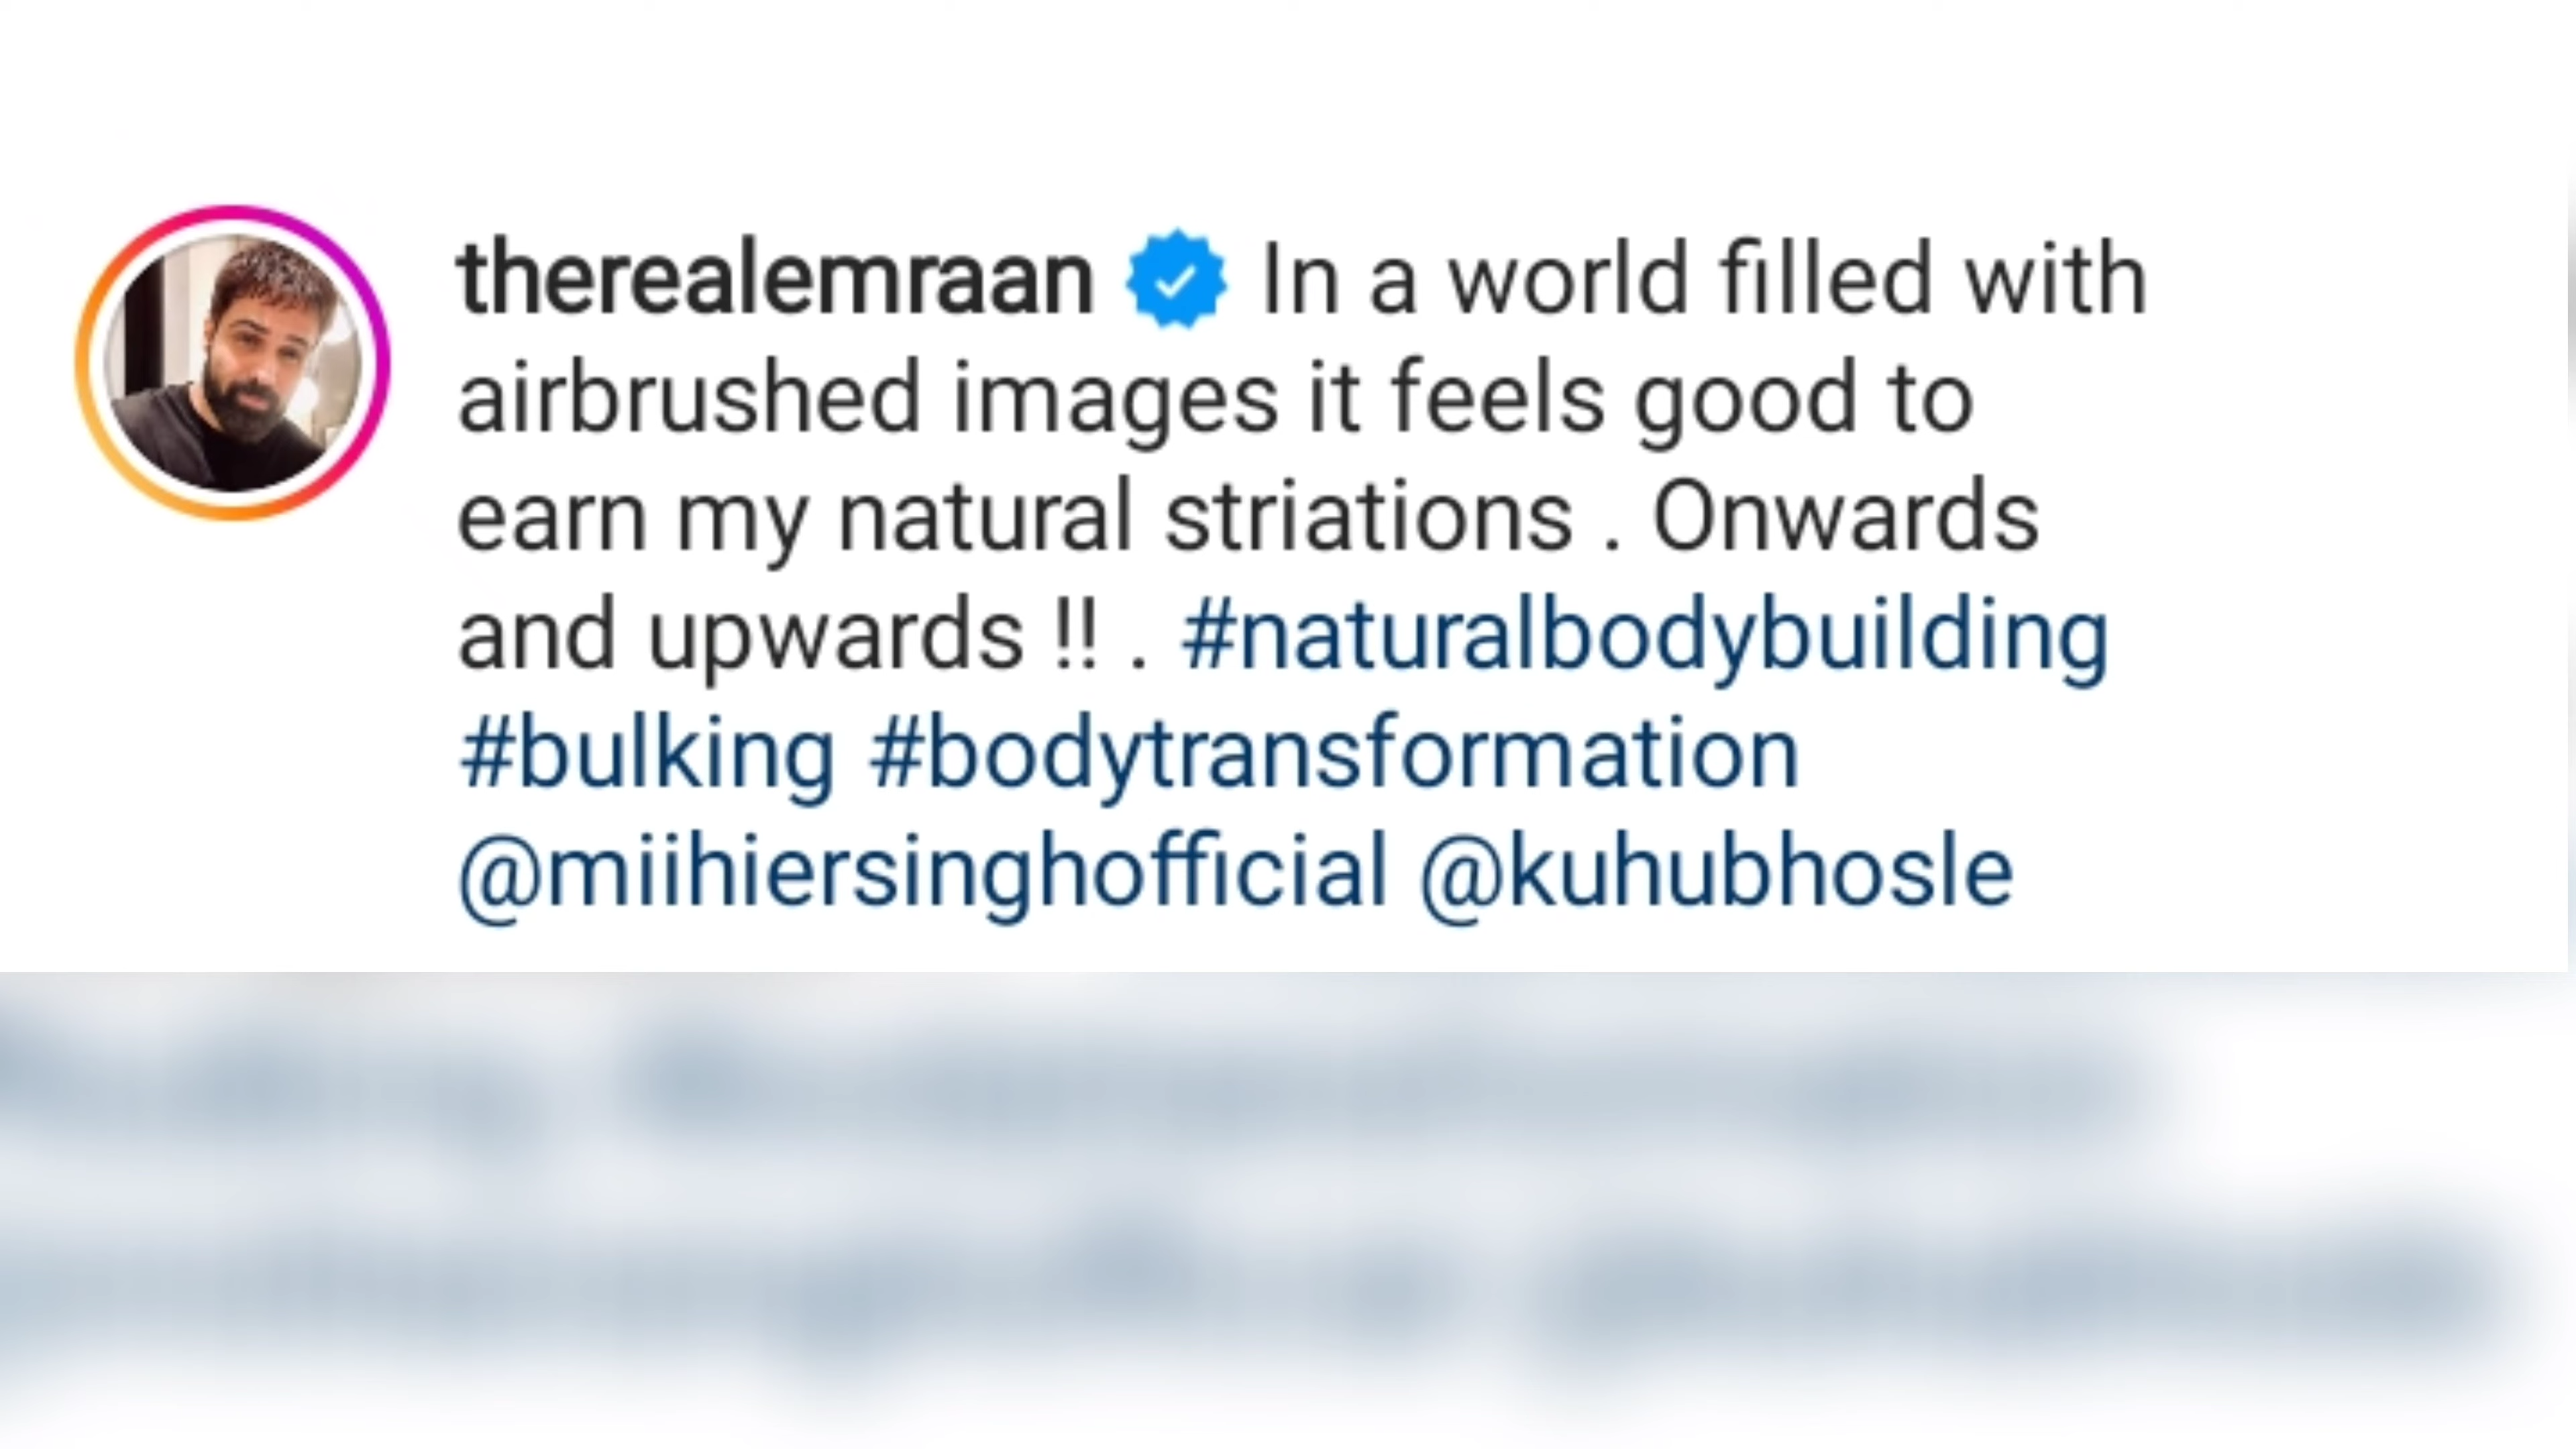 therealemraan In a world filled with
airbrushed images it feels good to
earn my natural striations . Onwards
and upwards !! . #naturalbodybuilding
#bulking #bodytransformation
@miihiersinghofficial @kuhubhosle